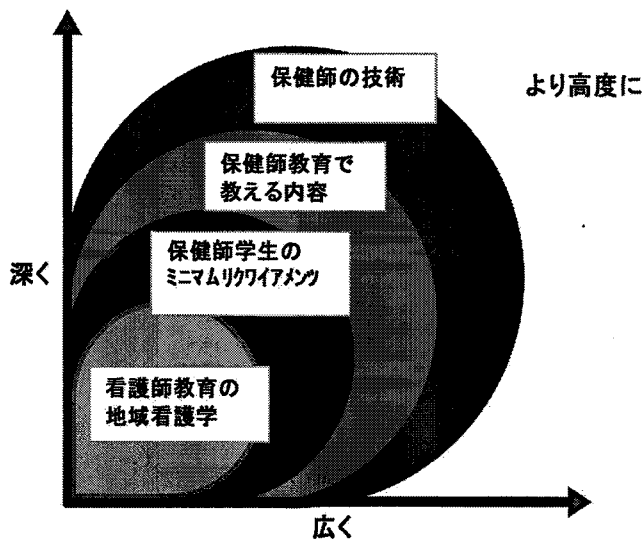 保健師の技術
より高度に
保健師教育で
教える内容
保健師学生の
ミニマムリクワイアメンツ
深く
看護師教育の
地域看護学
広く